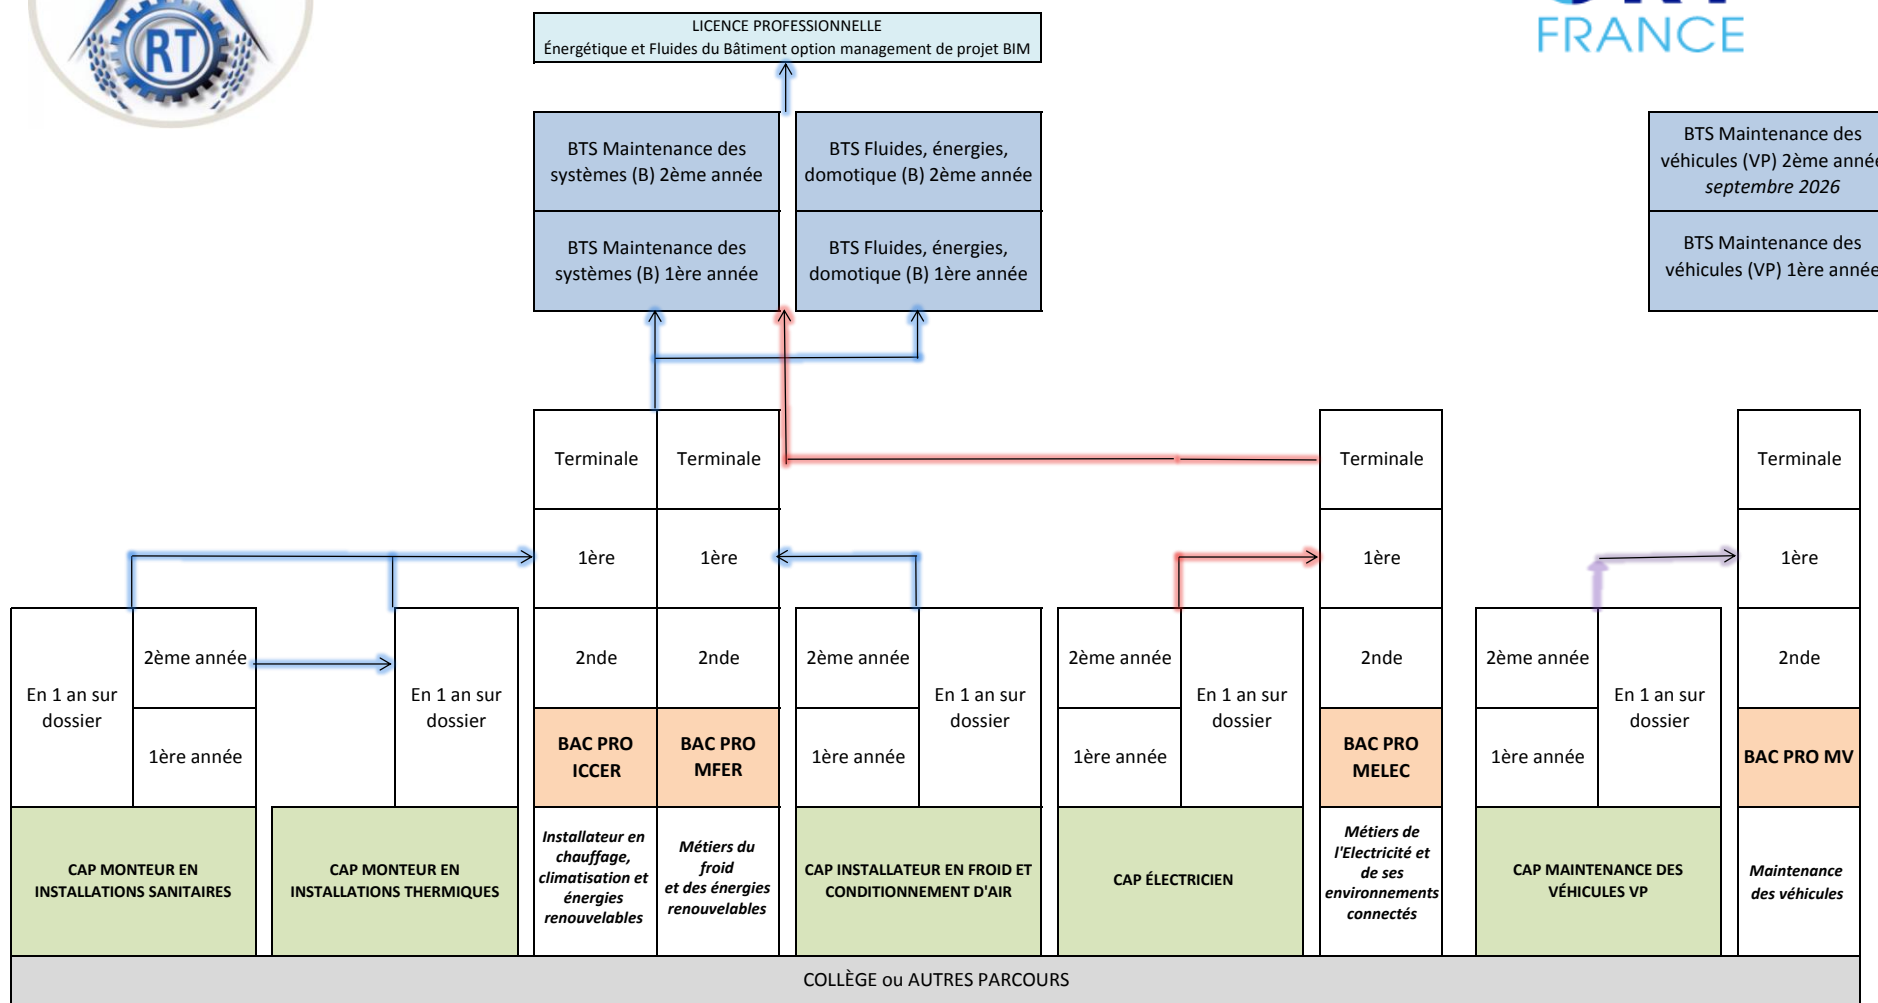 RT
FRANCE
LICENCE PROFESSIONNELLE
Énergétique et Fluides du Bâtiment option management de projet BIM
BTS Maintenance des
systèmes (B) 2ème année
BTS Fluides, énergies,
domotique (B) 2ème année
BTS Maintenance des
véhicules (VP) 2ème année
septembre 2026
BTS Maintenance des
systèmes (B) 1ère année
BTS Fluides, énergies,
domotique (B) 1ère année
BTS Maintenance des
véhicules (VP) 1ère année
Terminale
Terminale
Terminale
Terminale
1ère
1ère
1ère
1ère
En 1 an sur
dossier
2ème année
1ère année
En 1 an sur
dossier
2nde
2nde
2ème année
1ère année
En 1 an sur
dossier
2ème année
1ère année
En 1 an sur
dossier
2nde
2ème année
1ère année
En 1 an sur
dossier
2nde
BAC PRO
ICCER
BAC PRO
MFER
BAC PRO
MELEC
BAC PRO MV
CAP MONTEUR EN
INSTALLATIONS SANITAIRES
CAP MONTEUR EN
INSTALLATIONS THERMIQUES
Installateur en
chauffage,
climatisation et
énergies
renouvelables
Métiers du
froid
et des énergies
renouvelables
CAP INSTALLATEUR EN FROID ET
CONDITIONNEMENT D'AIR
CAP ÉLECTRICIEN
Métiers de
l'Electricité et
de ses
environnements
connectés
CAP MAINTENANCE DES
VÉHICULES VP
Maintenance
des véhicules
COLLÈGE ou AUTRES PARCOURS